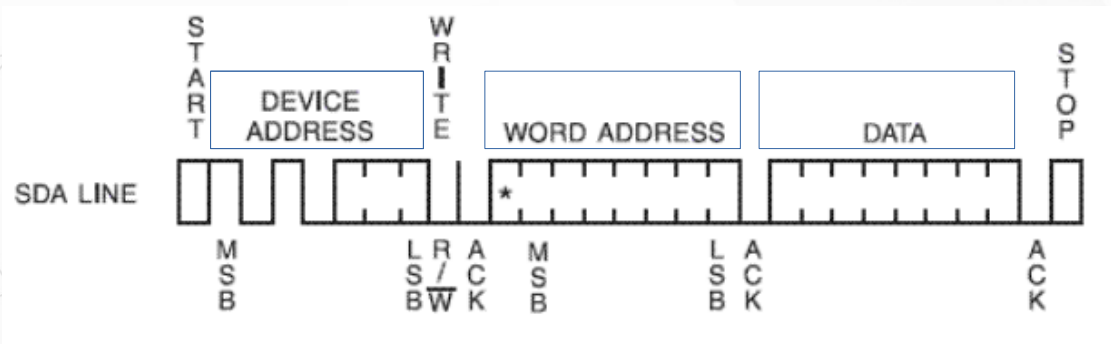 START
WRITE
STOP
DEVICE
ADDRESS
WORD ADDRESS
DATA
SDA LINE
*
MSB
LSB
R/W̅
ACK
MSB
LSB
ACK
ACK